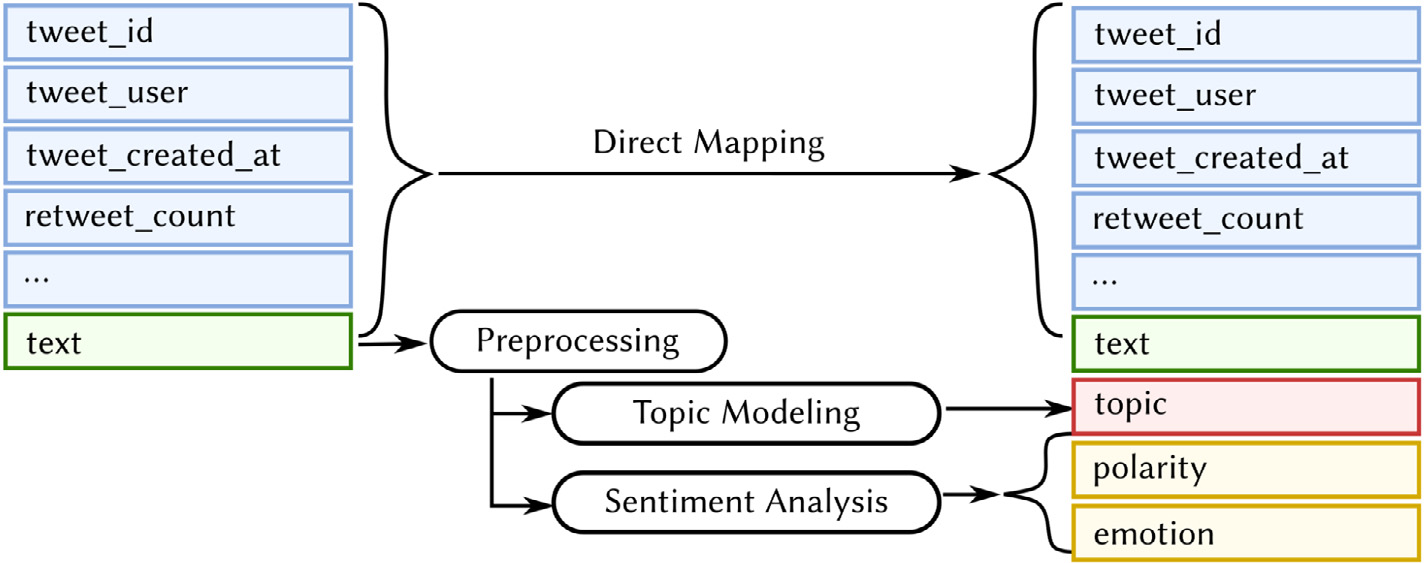 tweet_id
tweet_user
tweet_created_at
retweet_count
...
text
Direct Mapping
Preprocessing
Topic Modeling
Sentiment Analysis
tweet_id
tweet_user
tweet_created_at
retweet_count
...
text
topic
polarity
emotion